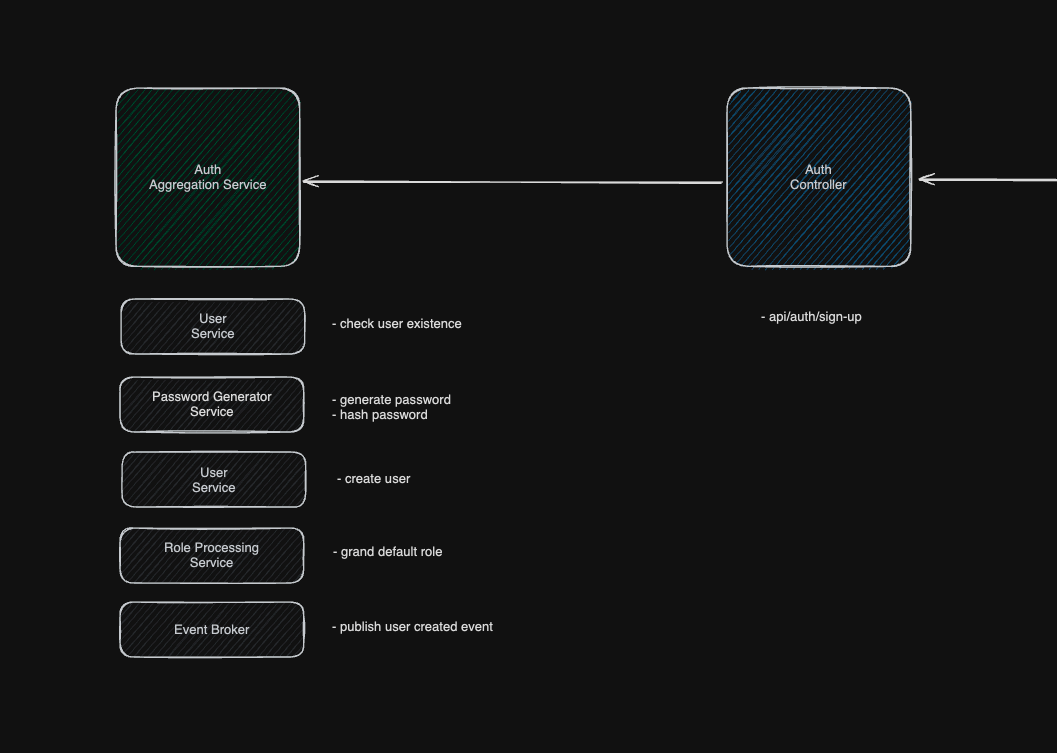 Auth
Aggregation Service
Auth
Controller
User
Service
- check user existence
- api/auth/sign-up
Password Generator
Service
- generate password
- hash password
User
Service
- create user
Role Processing
Service
- grand default role
Event Broker
- publish user created event